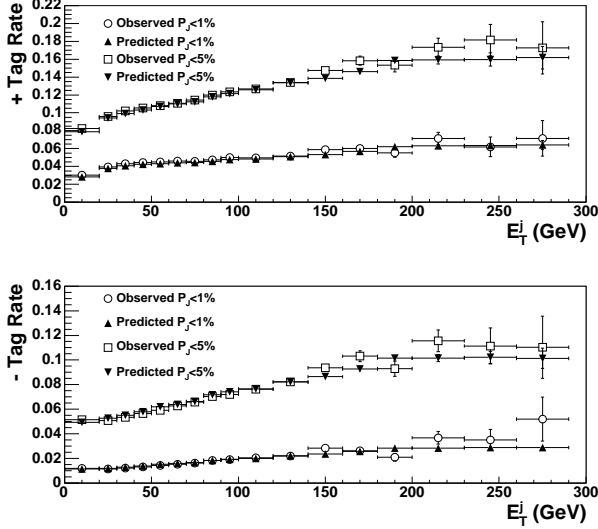 + Tag Rate
0.22
0.2
0.18
0.16
0.14
0.12
0.1
0.08
0.06
0.04
0.02
0
Observed P_J<1%
Predicted P_J<1%
Observed P_J<5%
Predicted P_J<5%
0 50 100 150 200 250 300
E_T^j (GeV)
- Tag Rate
0.16
0.14
0.12
0.1
0.08
0.06
0.04
0.02
0
Observed P_J<1%
Predicted P_J<1%
Observed P_J<5%
Predicted P_J<5%
0 50 100 150 200 250 300
E_T^j (GeV)